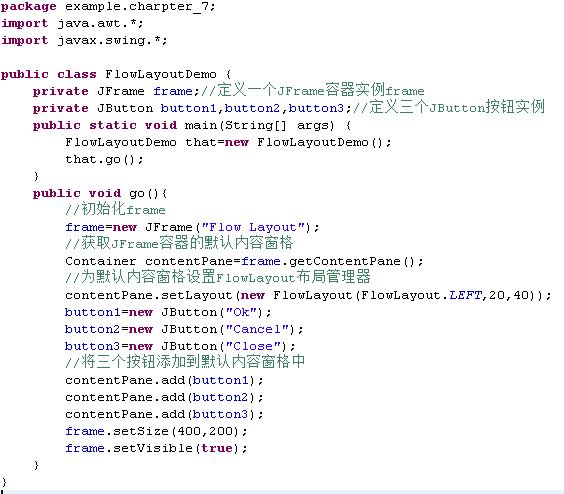 package example.charpter_7;
import java.awt.*;
import javax.swing.*;

public class FlowLayoutDemo {
    private JFrame frame;//定义一个JFrame容器实例frame
    private JButton button1,button2,button3;//定义三个JButton按钮实例
    public static void main(String[] args) {
        FlowLayoutDemo that=new FlowLayoutDemo();
        that.go();
    }
    public void go(){
        //初始化frame
        frame=new JFrame("Flow Layout");
        //获取JFrame容器的默认内容窗格
        Container contentPane=frame.getContentPane();
        //为默认内容窗格设置FlowLayout布局管理器
        contentPane.setLayout(new FlowLayout(FlowLayout.LEFT,20,40));
        button1=new JButton("Ok");
        button2=new JButton("Cancel");
        button3=new JButton("Close");
        //将三个按钮添加到默认内容窗格中
        contentPane.add(button1);
        contentPane.add(button2);
        contentPane.add(button3);
        frame.setSize(400,200);
        frame.setVisible(true);
    }
}